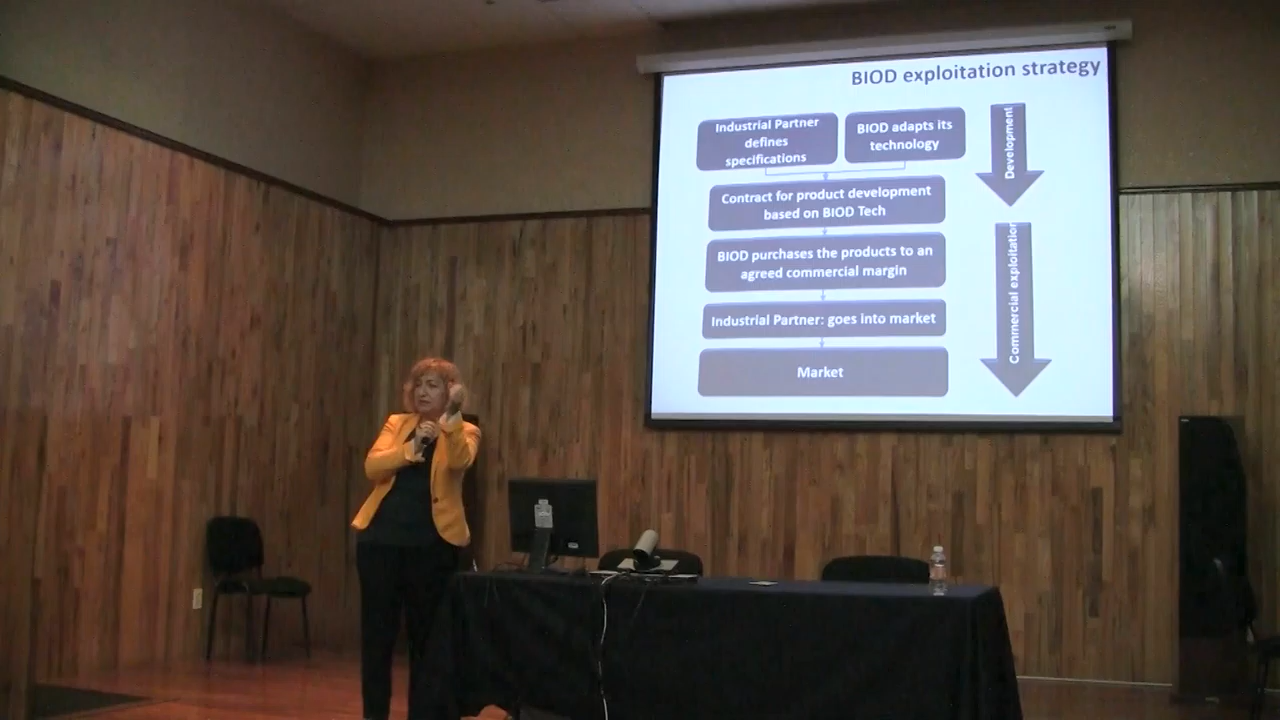 BIOD exploitation strategy
Industrial Partner
defines
specifications
BIOD adapts its
technology
Development
Contract for product development
based on BIOD Tech
BIOD purchases the products to an
agreed commercial margin
Commercial exploitation
Industrial Partner: goes into market
Market